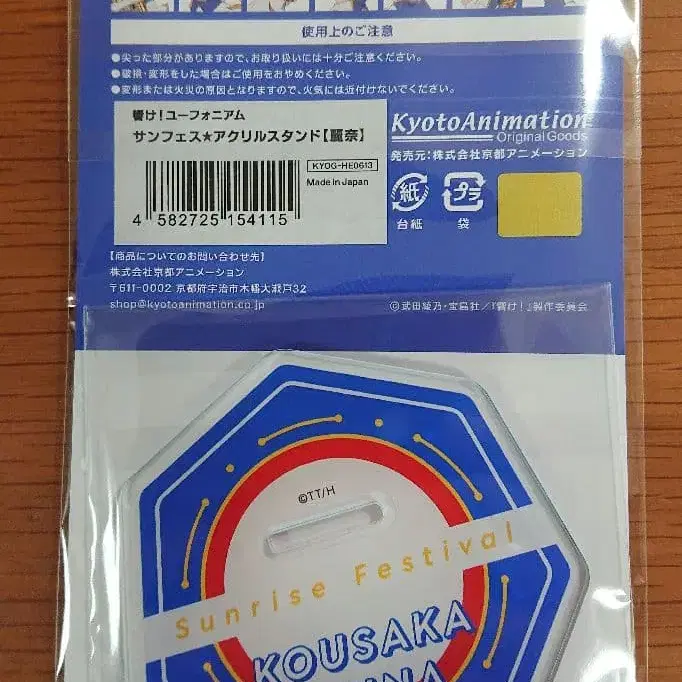 使用上のご注意
●尖った部分がありますので、お取り扱いには十分ご注意ください。
●破損・変形をした場合はご使用をおやめください。
●変形または火災の原因となりますので、火気には近付けないでください。
響け！ユーフォニアム
サンフェス★アクリルスタンド【麗奈】
KYOG-HE0613
Made in Japan
4 582725 154115
KyotoAnimation
Original Goods
発売元：株式会社京都アニメーション
紙
プラ
台紙
袋
【商品についてのお問い合わせ先】
株式会社京都アニメーション
〒611-0002 京都府宇治市木幡大瀬戸32
shop@kyotoanimation.co.jp
©武田綾乃・宝島社／『響け！』製作委員会
©TT/H
Sunrise Festival
KOUSAKA